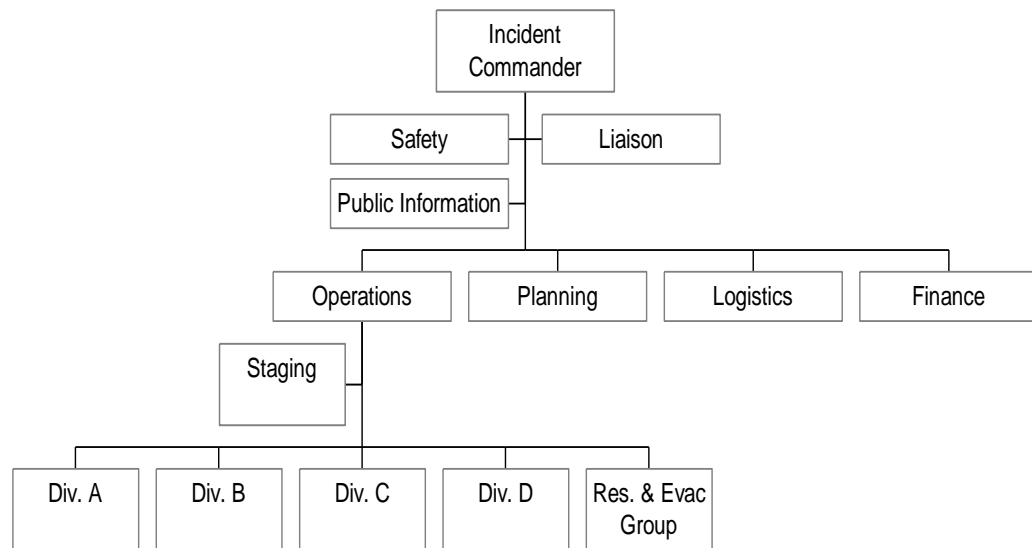 Incident
Commander
Safety
Liaison
Public Information
Operations
Planning
Logistics
Finance
Staging
Div. A
Div. B
Div. C
Div. D
Res. & Evac
Group